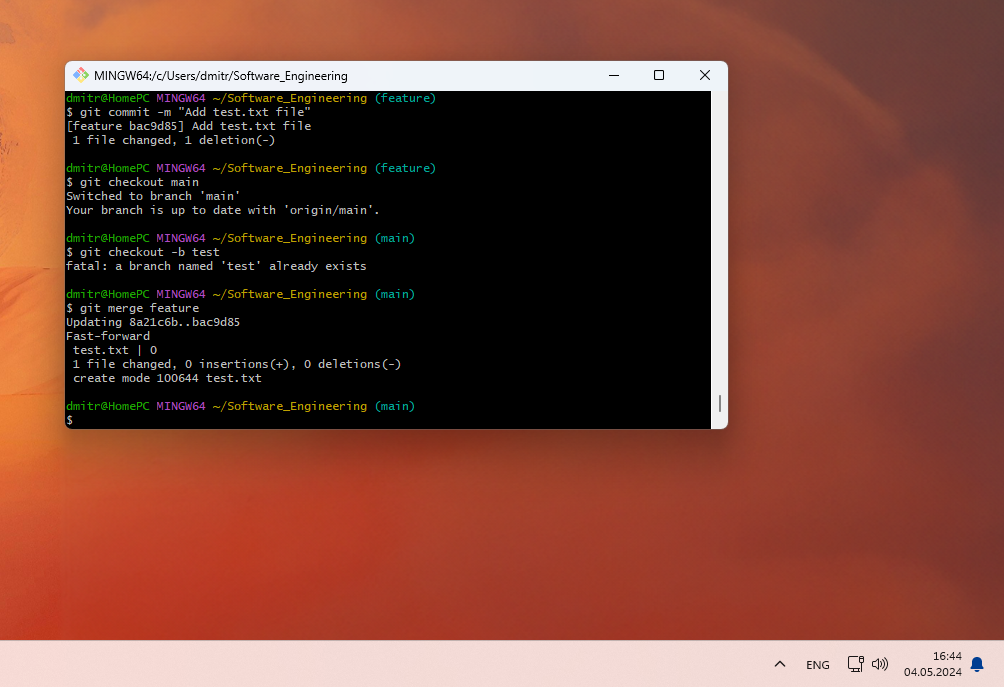 MINGW64:/c/Users/dmitr/Software_Engineering
dmitr@HomePC MINGW64 ~/Software_Engineering (feature)
$ git commit -m "Add test.txt file"
[feature bac9d85] Add test.txt file
 1 file changed, 1 deletion(-)
dmitr@HomePC MINGW64 ~/Software_Engineering (feature)
$ git checkout main
Switched to branch 'main'
Your branch is up to date with 'origin/main'.
dmitr@HomePC MINGW64 ~/Software_Engineering (main)
$ git checkout -b test
fatal: a branch named 'test' already exists
dmitr@HomePC MINGW64 ~/Software_Engineering (main)
$ git merge feature
Updating 8a21c6b..bac9d85
Fast-forward
 test.txt | 0
 1 file changed, 0 insertions(+), 0 deletions(-)
 create mode 100644 test.txt
dmitr@HomePC MINGW64 ~/Software_Engineering (main)
$
ENG
16:44
04.05.2024